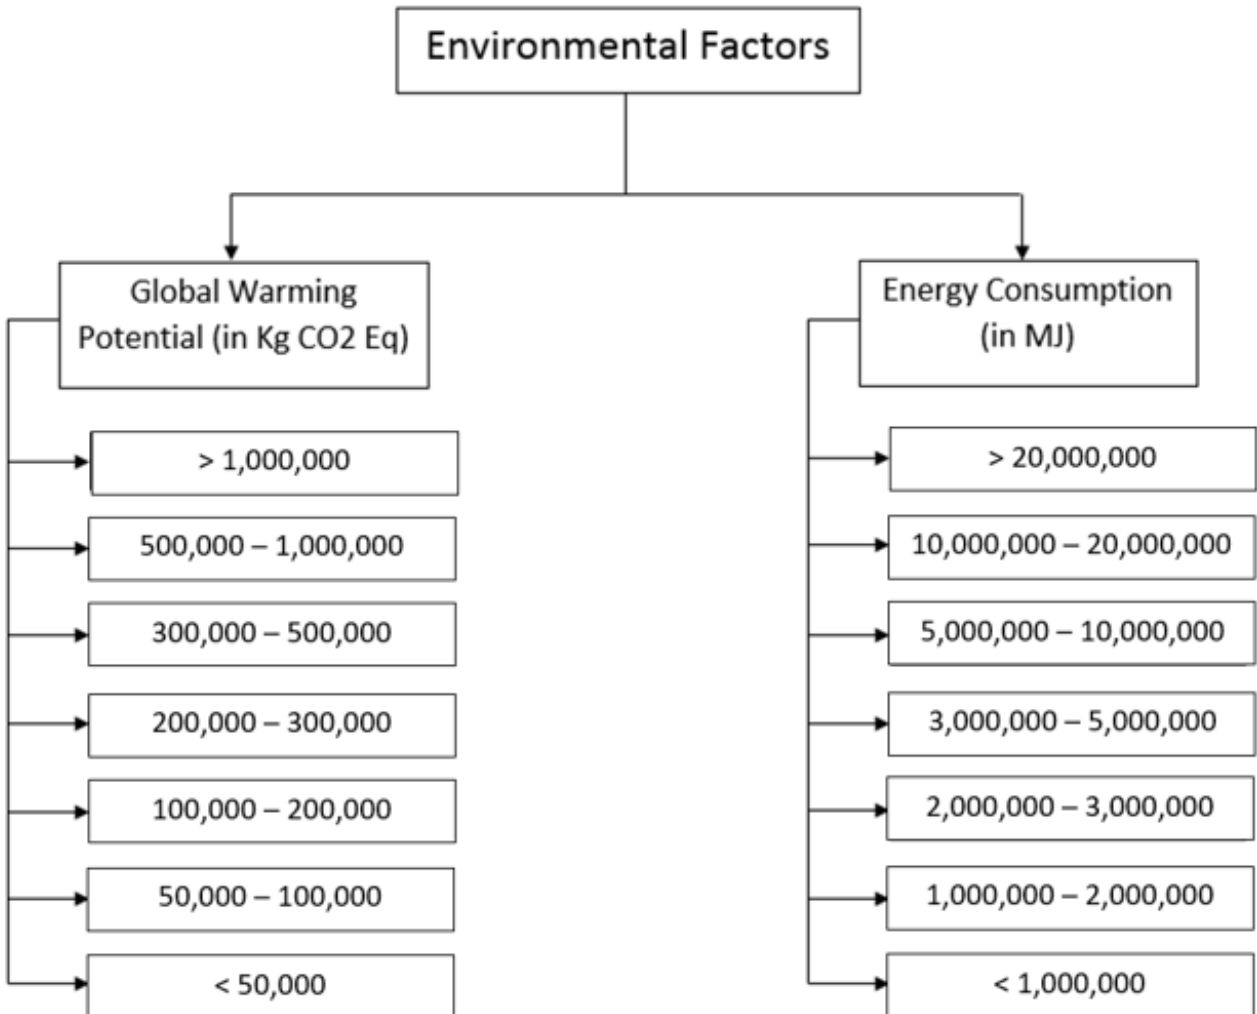 Environmental Factors
Global Warming
Potential (in Kg CO2 Eq)
> 1,000,000
500,000 – 1,000,000
300,000 – 500,000
200,000 – 300,000
100,000 – 200,000
50,000 – 100,000
< 50,000
Energy Consumption
(in MJ)
> 20,000,000
10,000,000 – 20,000,000
5,000,000 – 10,000,000
3,000,000 – 5,000,000
2,000,000 – 3,000,000
1,000,000 – 2,000,000
< 1,000,000